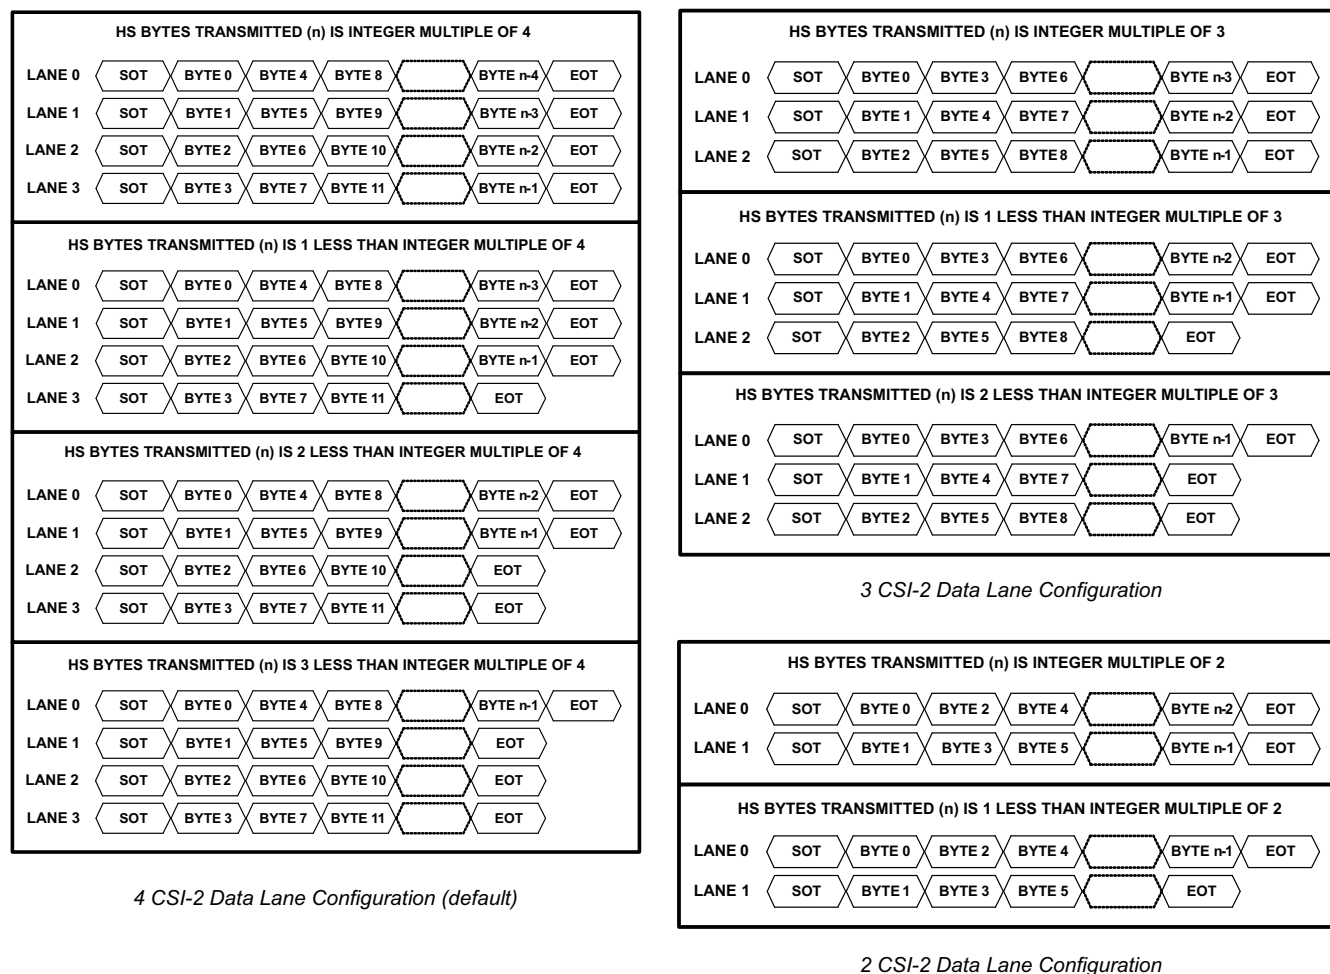 HS BYTES TRANSMITTED (n) IS INTEGER MULTIPLE OF 4
LANE 0 SOT BYTE 0 BYTE 4 BYTE 8 BYTE n-4 EOT
LANE 1 SOT BYTE 1 BYTE 5 BYTE 9 BYTE n-3 EOT
LANE 2 SOT BYTE 2 BYTE 6 BYTE 10 BYTE n-2 EOT
LANE 3 SOT BYTE 3 BYTE 7 BYTE 11 BYTE n-1 EOT
HS BYTES TRANSMITTED (n) IS 1 LESS THAN INTEGER MULTIPLE OF 4
LANE 0 SOT BYTE 0 BYTE 4 BYTE 8 BYTE n-3 EOT
LANE 1 SOT BYTE 1 BYTE 5 BYTE 9 BYTE n-2 EOT
LANE 2 SOT BYTE 2 BYTE 6 BYTE 10 BYTE n-1 EOT
LANE 3 SOT BYTE 3 BYTE 7 BYTE 11 EOT
HS BYTES TRANSMITTED (n) IS 2 LESS THAN INTEGER MULTIPLE OF 4
LANE 0 SOT BYTE 0 BYTE 4 BYTE 8 BYTE n-2 EOT
LANE 1 SOT BYTE 1 BYTE 5 BYTE 9 BYTE n-1 EOT
LANE 2 SOT BYTE 2 BYTE 6 BYTE 10 EOT
LANE 3 SOT BYTE 3 BYTE 7 BYTE 11 EOT
HS BYTES TRANSMITTED (n) IS 3 LESS THAN INTEGER MULTIPLE OF 4
LANE 0 SOT BYTE 0 BYTE 4 BYTE 8 BYTE n-1 EOT
LANE 1 SOT BYTE 1 BYTE 5 BYTE 9 EOT
LANE 2 SOT BYTE 2 BYTE 6 BYTE 10 EOT
LANE 3 SOT BYTE 3 BYTE 7 BYTE 11 EOT
4 CSI-2 Data Lane Configuration (default)
HS BYTES TRANSMITTED (n) IS INTEGER MULTIPLE OF 3
LANE 0 SOT BYTE 0 BYTE 3 BYTE 6 BYTE n-3 EOT
LANE 1 SOT BYTE 1 BYTE 4 BYTE 7 BYTE n-2 EOT
LANE 2 SOT BYTE 2 BYTE 5 BYTE 8 BYTE n-1 EOT
HS BYTES TRANSMITTED (n) IS 1 LESS THAN INTEGER MULTIPLE OF 3
LANE 0 SOT BYTE 0 BYTE 3 BYTE 6 BYTE n-2 EOT
LANE 1 SOT BYTE 1 BYTE 4 BYTE 7 BYTE n-1 EOT
LANE 2 SOT BYTE 2 BYTE 5 BYTE 8 EOT
HS BYTES TRANSMITTED (n) IS 2 LESS THAN INTEGER MULTIPLE OF 3
LANE 0 SOT BYTE 0 BYTE 3 BYTE 6 BYTE n-1 EOT
LANE 1 SOT BYTE 1 BYTE 4 BYTE 7 EOT
LANE 2 SOT BYTE 2 BYTE 5 BYTE 8 EOT
3 CSI-2 Data Lane Configuration
HS BYTES TRANSMITTED (n) IS INTEGER MULTIPLE OF 2
LANE 0 SOT BYTE 0 BYTE 2 BYTE 4 BYTE n-2 EOT
LANE 1 SOT BYTE 1 BYTE 3 BYTE 5 BYTE n-1 EOT
HS BYTES TRANSMITTED (n) IS 1 LESS THAN INTEGER MULTIPLE OF 2
LANE 0 SOT BYTE 0 BYTE 2 BYTE 4 BYTE n-1 EOT
LANE 1 SOT BYTE 1 BYTE 3 BYTE 5 EOT
2 CSI-2 Data Lane Configuration